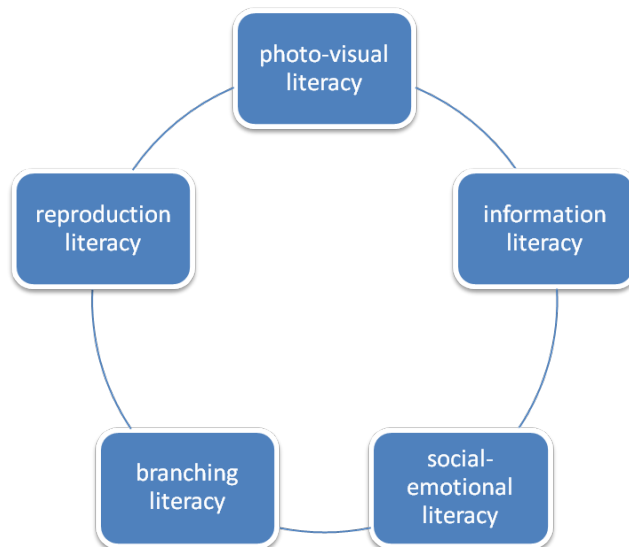 photo-visual
literacy
reproduction
literacy
information
literacy
branching
literacy
social-
emotional
literacy